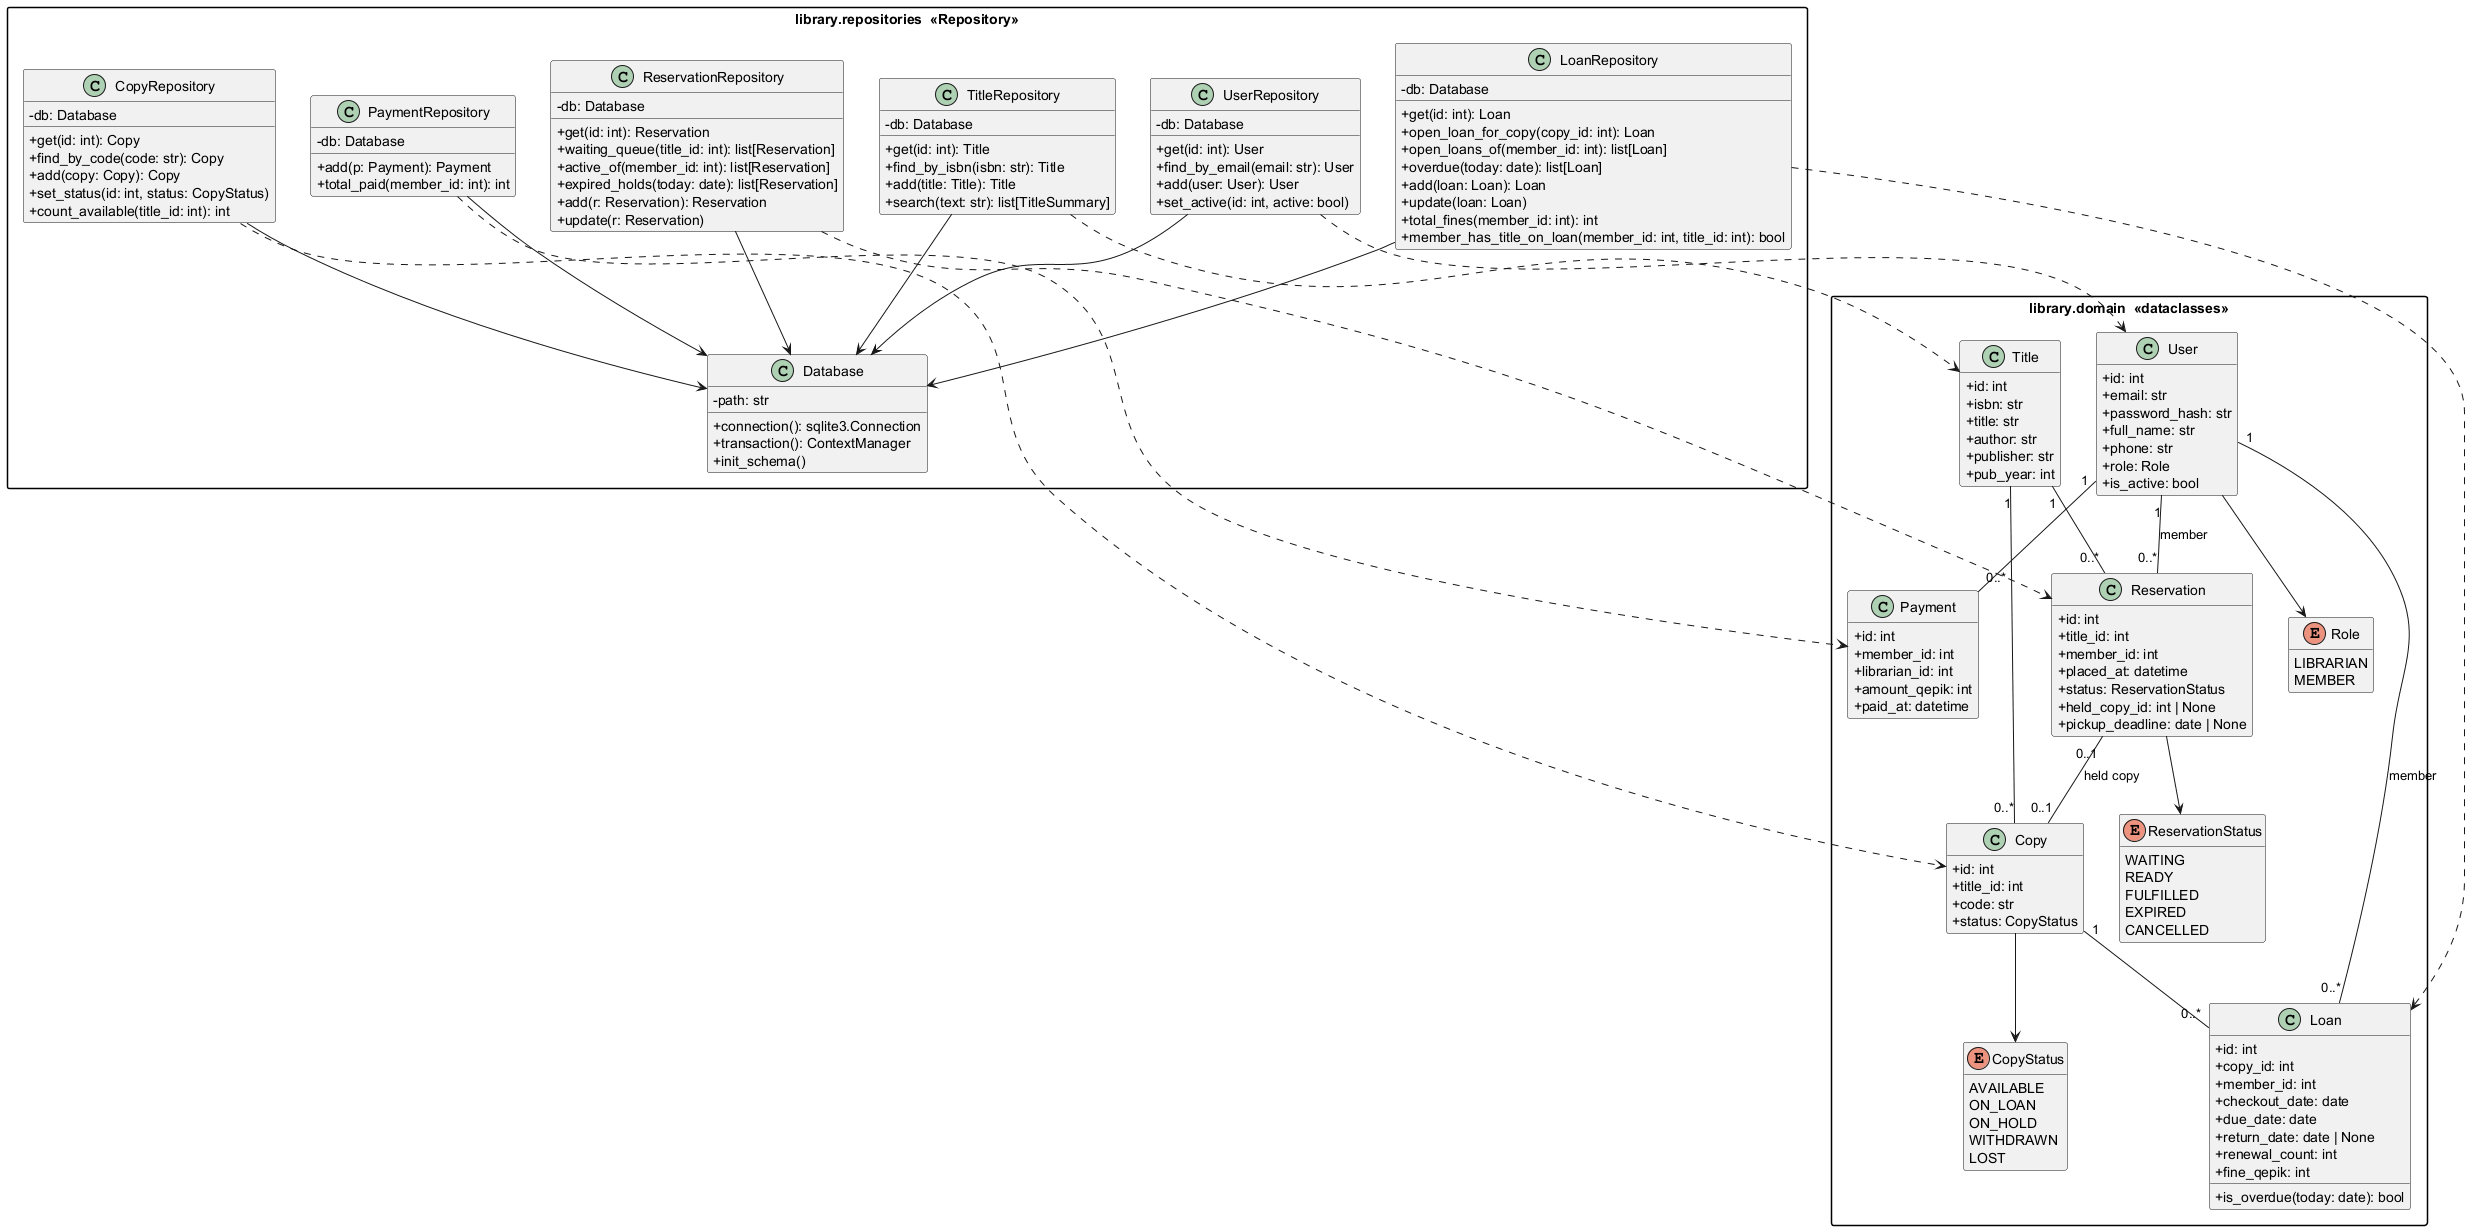 library.repositories «Repository»
C CopyRepository
-db: Database
+get(id: int): Copy
+find_by_code(code: str): Copy
+add(copy: Copy): Copy
+set_status(id: int, status: CopyStatus)
+count_available(title_id: int): int
C PaymentRepository
-db: Database
+add(p: Payment): Payment
+total_paid(member_id: int): int
C ReservationRepository
-db: Database
+get(id: int): Reservation
+waiting_queue(title_id: int): list[Reservation]
+active_of(member_id: int): list[Reservation]
+expired_holds(today: date): list[Reservation]
+add(r: Reservation): Reservation
+update(r: Reservation)
C TitleRepository
-db: Database
+get(id: int): Title
+find_by_isbn(isbn: str): Title
+add(title: Title): Title
+search(text: str): list[TitleSummary]
C UserRepository
-db: Database
+get(id: int): User
+find_by_email(email: str): User
+add(user: User): User
+set_active(id: int, active: bool)
C LoanRepository
-db: Database
+get(id: int): Loan
+open_loan_for_copy(copy_id: int): Loan
+open_loans_of(member_id: int): list[Loan]
+overdue(today: date): list[Loan]
+add(loan: Loan): Loan
+update(loan: Loan)
+total_fines(member_id: int): int
+member_has_title_on_loan(member_id: int, title_id: int): bool
C Database
-path: str
+connection(): sqlite3.Connection
+transaction(): ContextManager
+init_schema()
library.domain «dataclasses»
C Title
+id: int
+isbn: str
+title: str
+author: str
+publisher: str
+pub_year: int
C User
+id: int
+email: str
+password_hash: str
+full_name: str
+phone: str
+role: Role
+is_active: bool
1
1
1
1
1
member
0..*
0..*
0..*
C Payment
+id: int
+member_id: int
+librarian_id: int
+amount_qepik: int
+paid_at: datetime
C Reservation
+id: int
+title_id: int
+member_id: int
+placed_at: datetime
+status: ReservationStatus
+held_copy_id: int | None
+pickup_deadline: date | None
E Role
LIBRARIAN
MEMBER
0..1
held copy
member
0..*
0..1
C Copy
+id: int
+title_id: int
+code: str
+status: CopyStatus
E ReservationStatus
WAITING
READY
FULFILLED
EXPIRED
CANCELLED
1
0..*
0..*
E CopyStatus
AVAILABLE
ON_LOAN
ON_HOLD
WITHDRAWN
LOST
C Loan
+id: int
+copy_id: int
+member_id: int
+checkout_date: date
+due_date: date
+return_date: date | None
+renewal_count: int
+fine_qepik: int
+is_overdue(today: date): bool